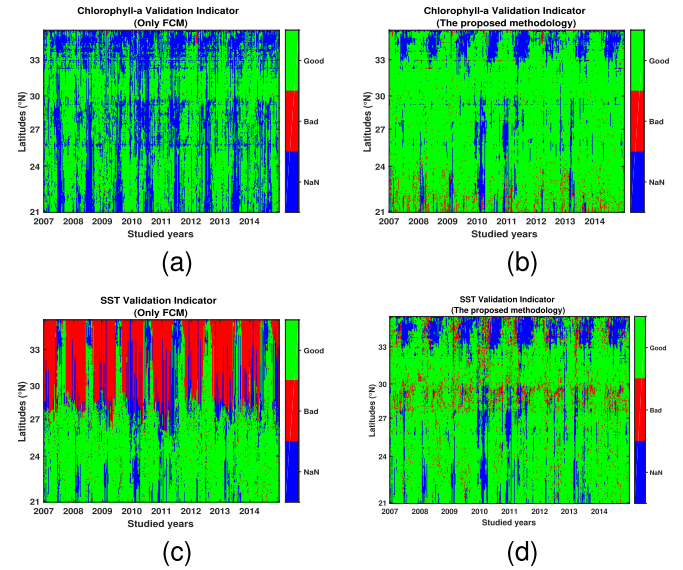 Chlorophyll-a Validation Indicator
(Only FCM)
33
30
27
24
21
Latitudes (°N)
2007 2008 2009 2010 2011 2012 2013 2014
Studied years
Good
Bad
NaN
(a)
Chlorophyll-a Validation Indicator
(The proposed methodology)
33
30
27
24
21
Latitudes (°N)
2007 2008 2009 2010 2011 2012 2013 2014
Studied years
Good
Bad
NaN
(b)
SST Validation Indicator
(Only FCM)
33
30
27
24
21
Latitudes (°N)
2007 2008 2009 2010 2011 2012 2013 2014
Studied years
Good
Bad
NaN
(c)
SST Validation Indicator
(The proposed methodology)
33
30
27
24
21
Latitudes (°N)
2007 2008 2009 2010 2011 2012 2013 2014
Studied years
Good
Bad
NaN
(d)